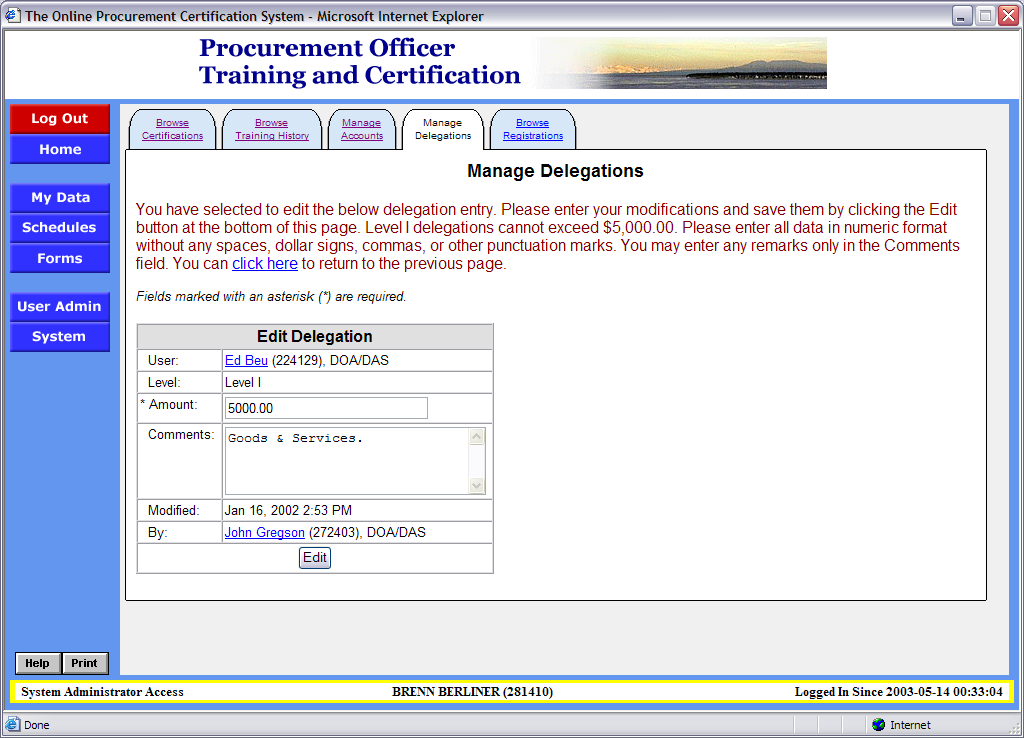 The Online Procurement Certification System - Microsoft Internet Explorer
Procurement Officer
Training and Certification
Log Out
Home
My Data
Schedules
Forms
User Admin
System
Help
Print
Browse
Certifications
Browse
Training History
Manage
Accounts
Manage
Delegations
Browse
Registrations
Manage Delegations
You have selected to edit the below delegation entry. Please enter your modifications and save them by clicking the Edit
button at the bottom of this page. Level I delegations cannot exceed $5,000.00. Please enter all data in numeric format
without any spaces, dollar signs, commas, or other punctuation marks. You may enter any remarks only in the Comments
field. You can click here to return to the previous page.
Fields marked with an asterisk (*) are required.
Edit Delegation
User: Ed Beu (224129), DOA/DAS
Level: Level I
* Amount: 5000.00
Comments: Goods & Services.
Modified: Jan 16, 2002 2:53 PM
By: John Gregson (272403), DOA/DAS
Edit
System Administrator Access BRENN BERLINER (281410) Logged In Since 2003-05-14 00:33:04
Done Internet